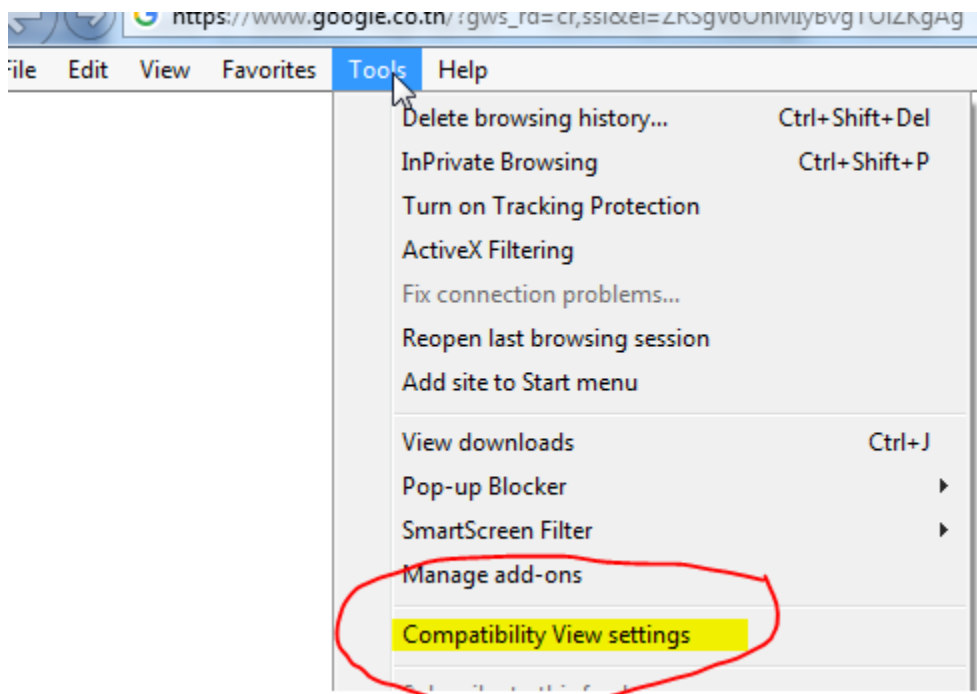 https://www.google.co.th/?gws_rd=cr,ssl&ei=
File Edit View Favorites Tools Help
Delete browsing history... Ctrl+Shift+Del
InPrivate Browsing Ctrl+Shift+P
Turn on Tracking Protection
ActiveX Filtering
Fix connection problems...
Reopen last browsing session
Add site to Start menu
View downloads Ctrl+J
Pop-up Blocker
SmartScreen Filter
Manage add-ons
Compatibility View settings